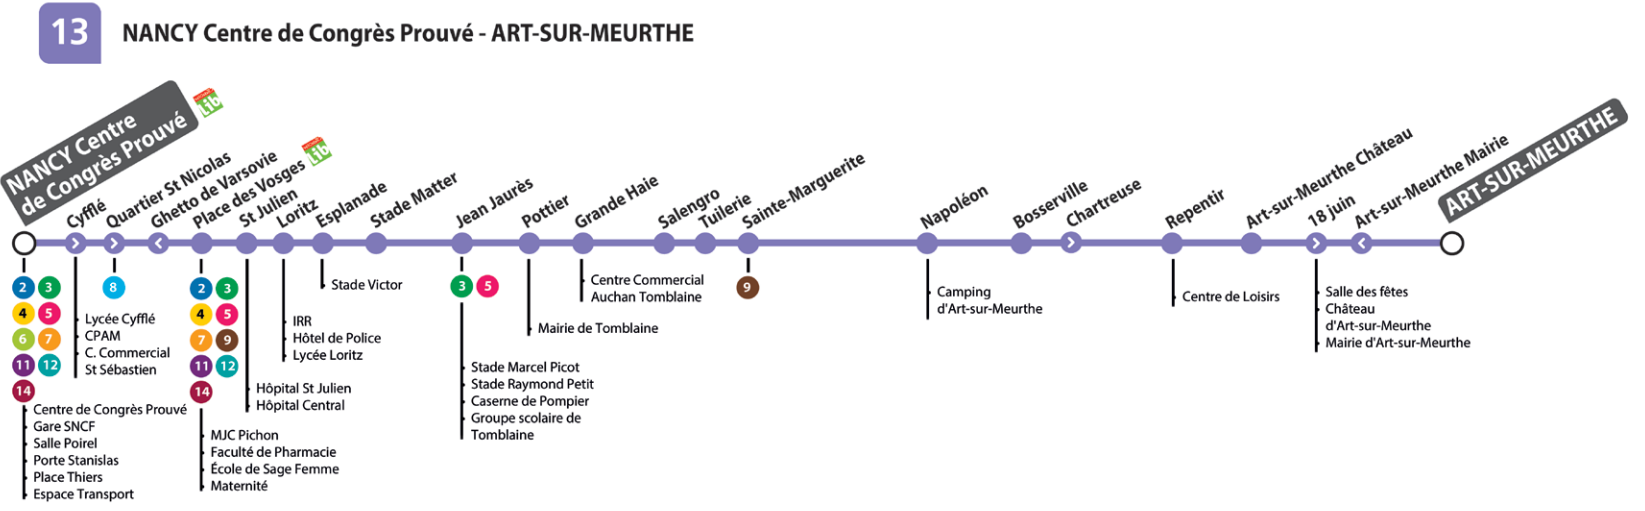 13
NANCY Centre de Congrès Prouvé - ART-SUR-MEURTHE
NANCY Centre
de Congrès Prouvé
Lib
Cyfflé
Quartier St Nicolas
Ghetto de Varsovie
Place des Vosges
Lib
St Julien
Loritz
Esplanade
Stade Matter
Jean Jaurès
Pottier
Grande Haie
Salengro
Tuilerie
Sainte-Marguerite
Napoléon
Bosserville
Chartreuse
Repentir
Art-sur-Meurthe Château
18 juin
Art-sur-Meurthe Mairie
ART-SUR-MEURTHE
2 3
4 5
6 7
11 12
14
Centre de Congrès Prouvé
Gare SNCF
Salle Poirel
Porte Stanislas
Place Thiers
Espace Transport
Lycée Cyfflé
CPAM
C. Commercial
St Sébastien
8
2 3
4 5
7 9
11 12
14
MJC Pichon
Faculté de Pharmacie
École de Sage Femme
Maternité
Hôpital St Julien
Hôpital Central
IRR
Hôtel de Police
Lycée Loritz
Stade Victor
3 5
Stade Marcel Picot
Stade Raymond Petit
Caserne de Pompier
Groupe scolaire de
Tomblaine
Mairie de Tomblaine
Centre Commercial
Auchan Tomblaine
9
Camping
d'Art-sur-Meurthe
Centre de Loisirs
Salle des fêtes
Château
d'Art-sur-Meurthe
Mairie d'Art-sur-Meurthe